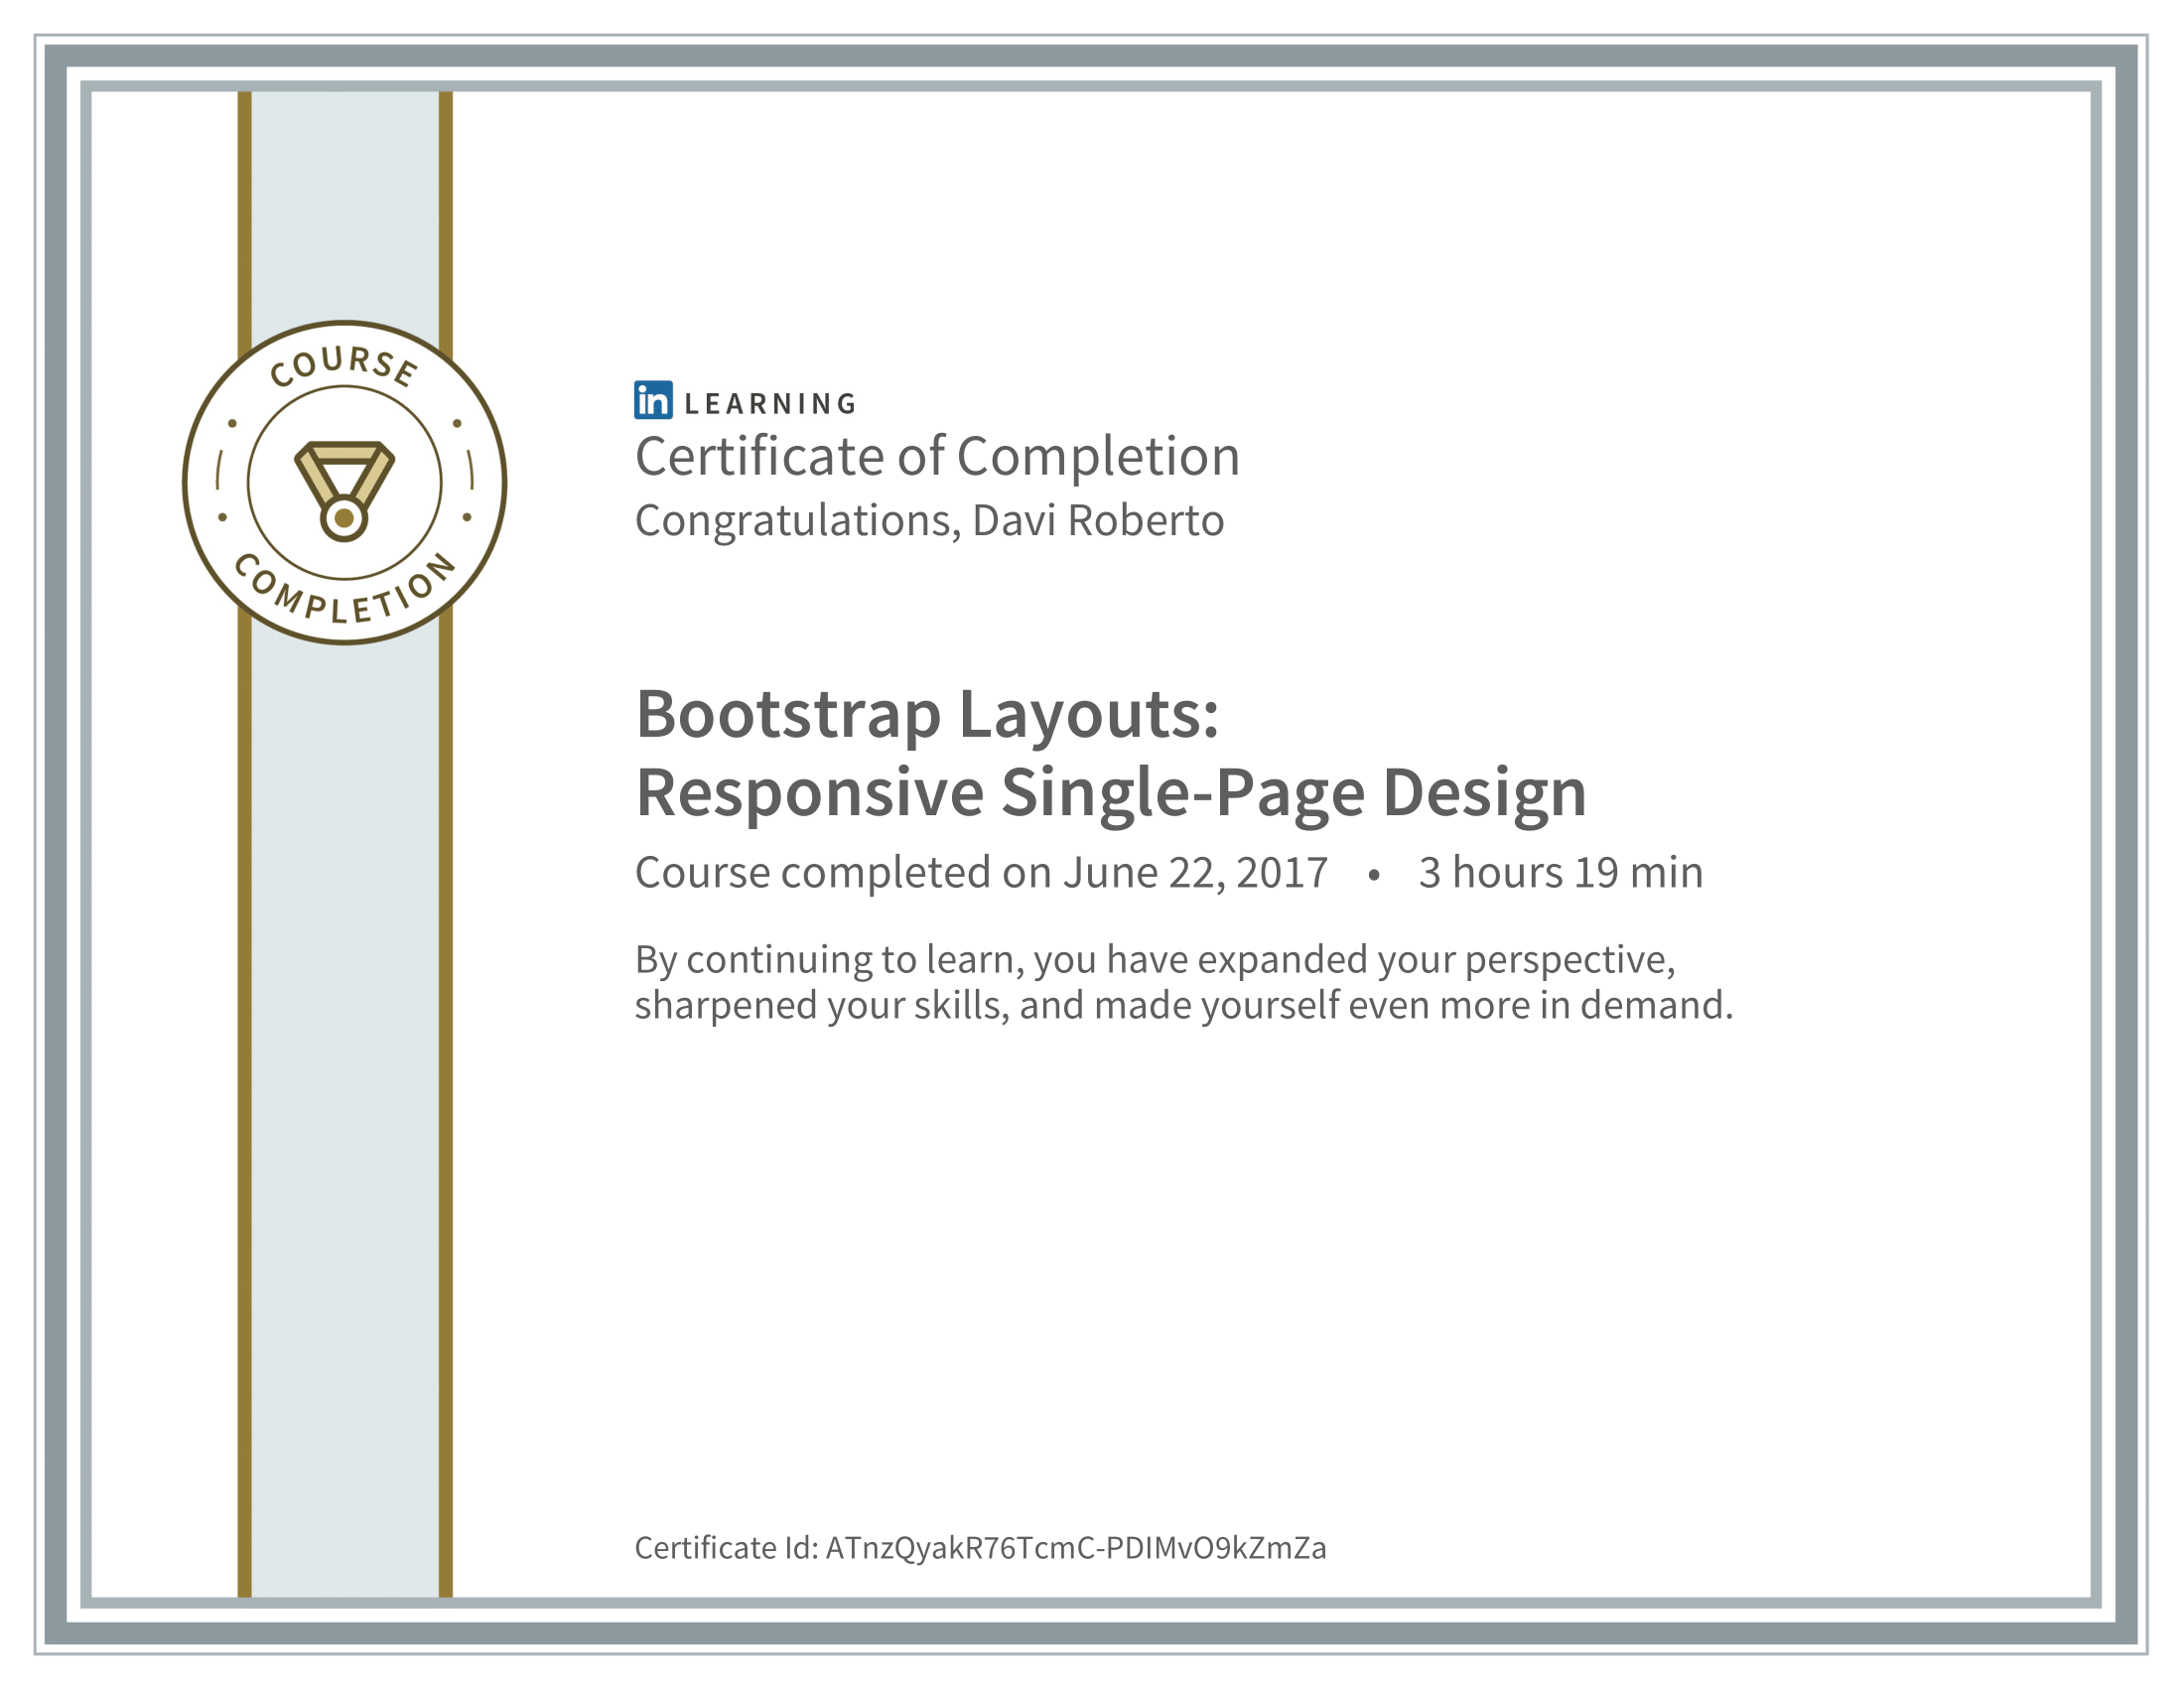 COURSE
COMPLETION
in LEARNING
Certificate of Completion
Congratulations, Davi Roberto
Bootstrap Layouts:
Responsive Single-Page Design
Course completed on June 22, 2017 • 3 hours 19 min
By continuing to learn, you have expanded your perspective,
sharpened your skills, and made yourself even more in demand.
Certificate Id: ATnzQyakR76TcmC-PDIMvO9kZmZa